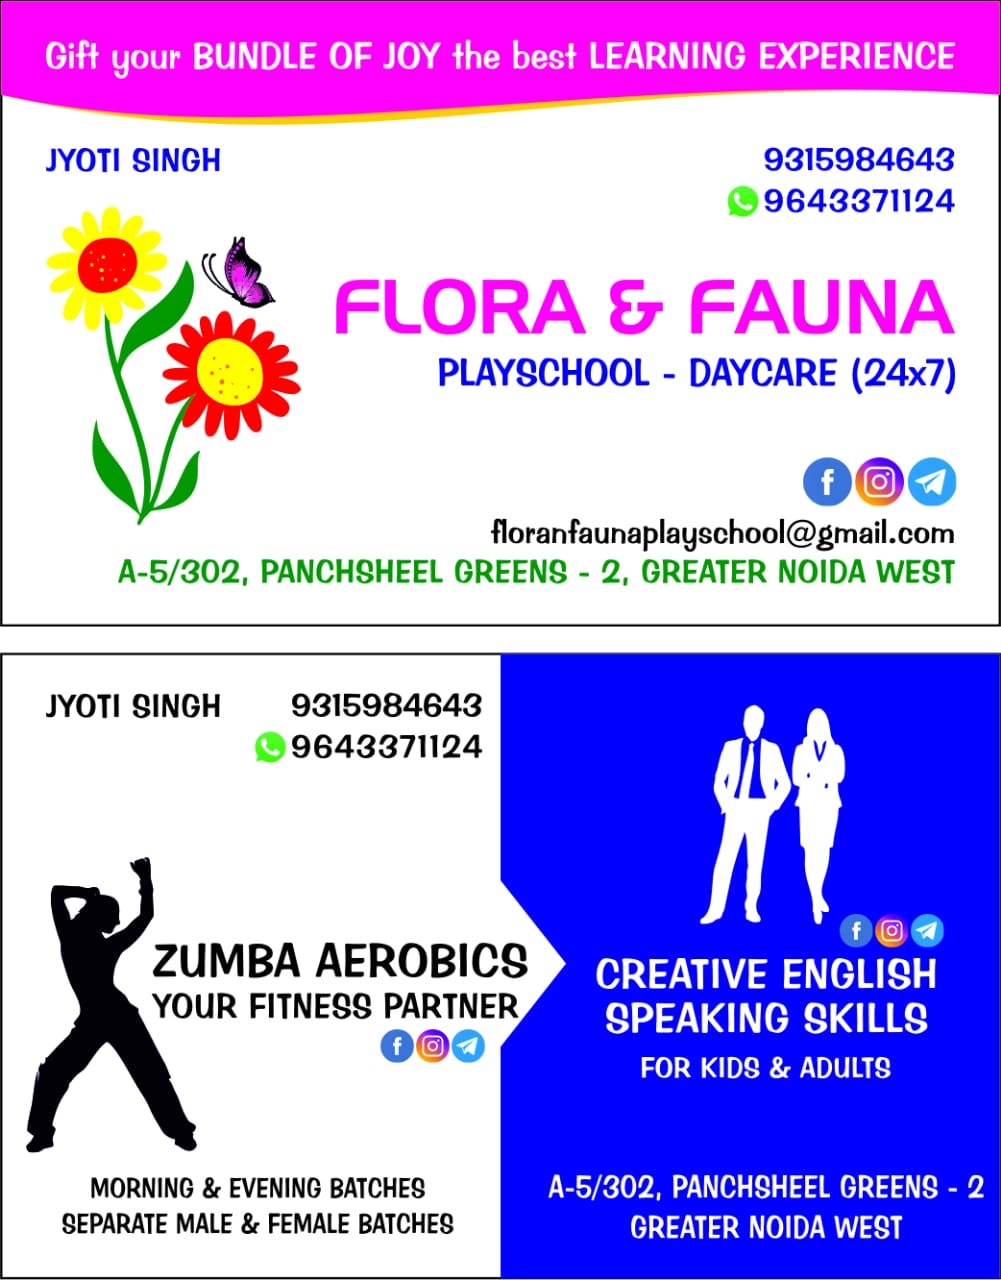 Gift your BUNDLE OF JOY the best LEARNING EXPERIENCE
JYOTI SINGH
9315984643
9643371124
FLORA & FAUNA
PLAYSCHOOL - DAYCARE (24x7)
floranfaunaplayschool@gmail.com
A-5/302, PANCHSHEEL GREENS - 2, GREATER NOIDA WEST
JYOTI SINGH
9315984643
9643371124
ZUMBA AEROBICS
YOUR FITNESS PARTNER
MORNING & EVENING BATCHES
SEPARATE MALE & FEMALE BATCHES
CREATIVE ENGLISH
SPEAKING SKILLS
FOR KIDS & ADULTS
A-5/302, PANCHSHEEL GREENS - 2
GREATER NOIDA WEST